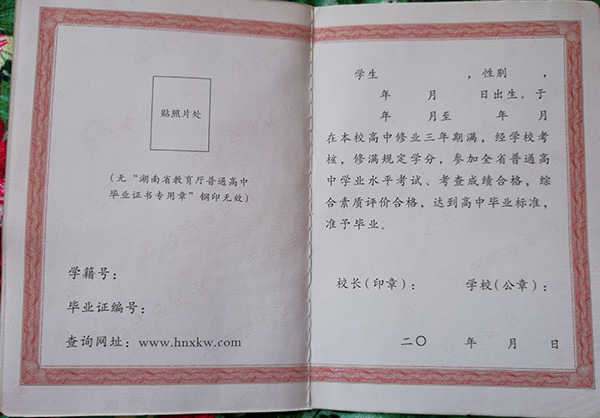 贴照片处
(无“湖南省教育厅普通高中
毕业证书专用章”钢印无效)
学籍号:
毕业证编号:
查询网址: www.hnxkw.com
学生 , 性别 ,
年 月 日出生。于
年 月至 年 月
在本校高中修业三年期满, 经学校考
核, 修满规定学分, 参加全省普通高
中学业水平考试、考查成绩合格, 综
合素质评价合格, 达到高中毕业标准,
准予毕业。
校长(印章): 学校(公章):
二〇 年 月 日